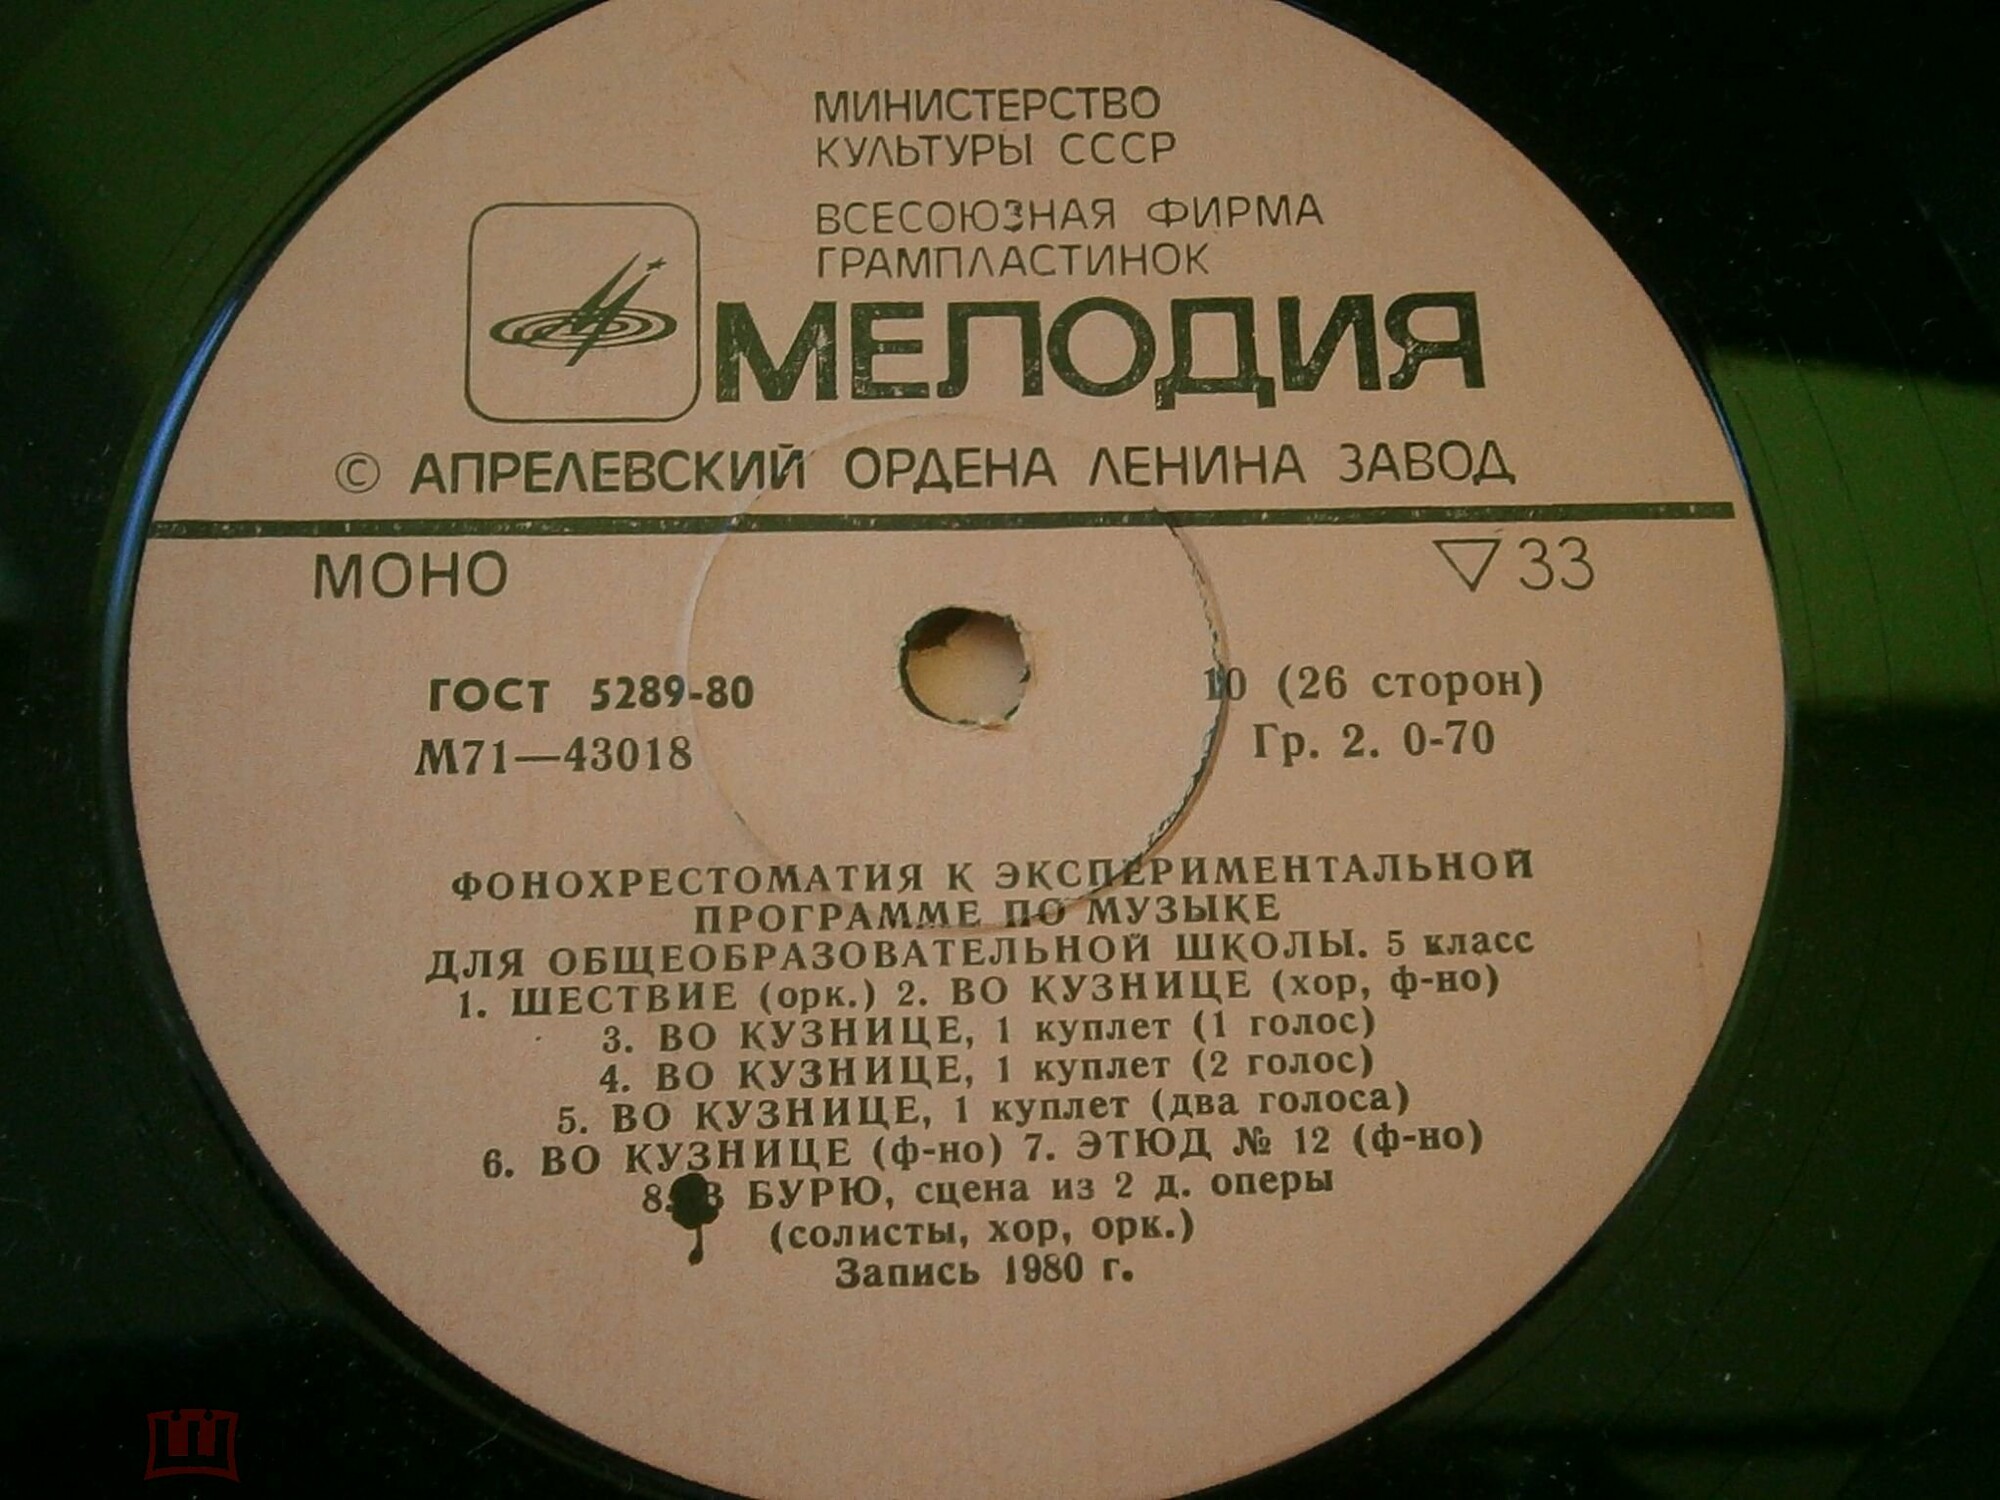 МИНИСТЕРСТВО
КУЛЬТУРЫ СССР
ВСЕСОЮЗНАЯ ФИРМА
ГРАМПЛАСТИНОК
МЕЛОДИЯ
© АПРЕЛЕВСКИЙ ОРДЕНА ЛЕНИНА ЗАВОД
МОНО
▽33
ГОСТ 5289-80
10 (26 сторон)
М71—43018
Гр. 2. 0-70
ФОНОХРЕСТОМАТИЯ К ЭКСПЕРИМЕНТАЛЬНОЙ
ПРОГРАММЕ ПО МУЗЫКЕ
ДЛЯ ОБЩЕОБРАЗОВАТЕЛЬНОЙ ШКОЛЫ. 5 класс
1. ШЕСТВИЕ (орк.) 2. ВО КУЗНИЦЕ (хор, ф-но)
3. ВО КУЗНИЦЕ, 1 куплет (1 голос)
4. ВО КУЗНИЦЕ, 1 куплет (2 голос)
5. ВО КУЗНИЦЕ, 1 куплет (два голоса)
6. ВО КУЗНИЦЕ (ф-но) 7. ЭТЮД № 12 (ф-но)
8. В БУРЮ, сцена из 2 д. оперы
(солисты, хор, орк.)
Запись 1980 г.